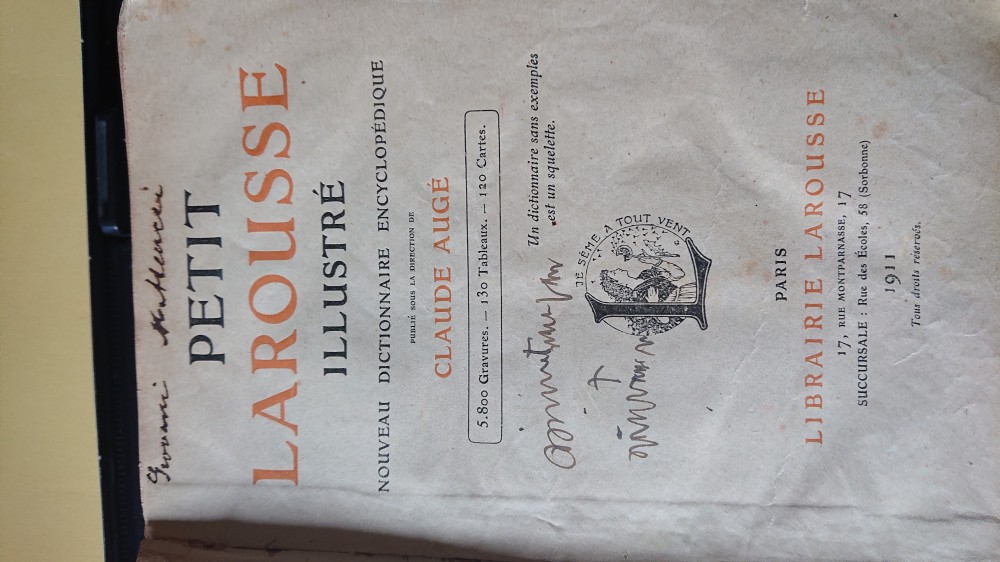 Giovanni
PETIT
LAROUSSE
ILLUSTRÉ
NOUVEAU DICTIONNAIRE ENCYCLOPÉDIQUE
PUBLIÉ SOUS LA DIRECTION DE
CLAUDE AUGÉ
5.800 Gravures. — 130 Tableaux. — 120 Cartes.
Un dictionnaire sans exemples
est un squelette.
JE SÈME A TOUT VENT
PARIS
LIBRAIRIE LAROUSSE
17, RUE MONTPARNASSE, 17
SUCCURSALE : Rue des Écoles, 58 (Sorbonne)
1911
Tous droits réservés.